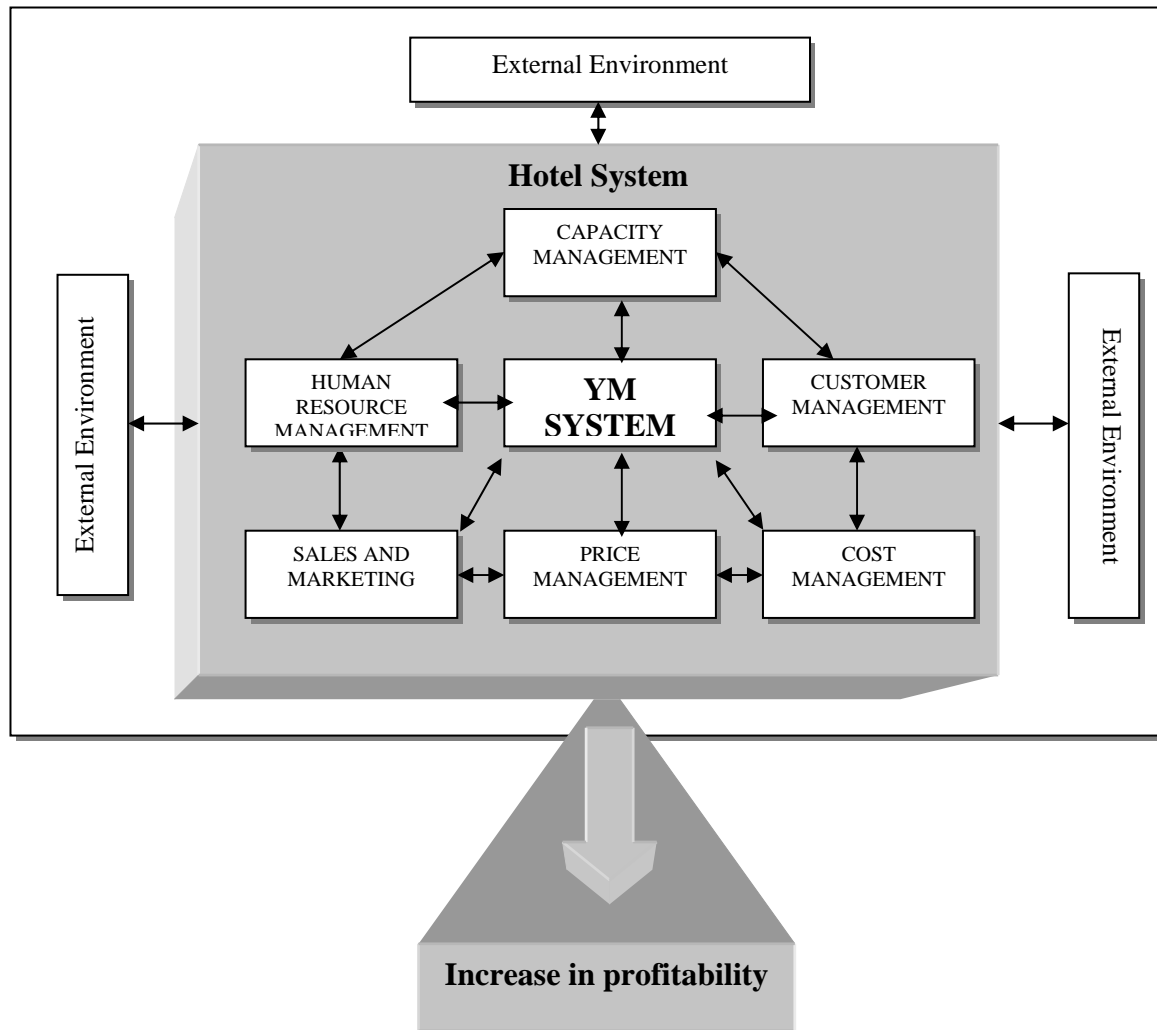 External Environment
Hotel System
CAPACITY
MANAGEMENT
External Environment
HUMAN
RESOURCE
MANAGEMENT
YM
SYSTEM
CUSTOMER
MANAGEMENT
External Environment
SALES AND
MARKETING
PRICE
MANAGEMENT
COST
MANAGEMENT
Increase in profitability